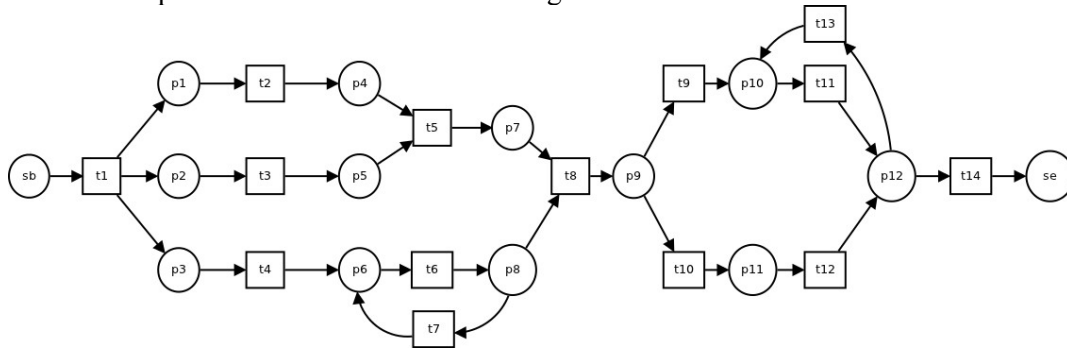 t13
p1 t2 p4 t9 p10 t11
t5 p7
sb t1 p2 t3 p5 t8 p9 p12 t14 se
p3 t4 p6 t6 p8 t10 p11 t12
t7